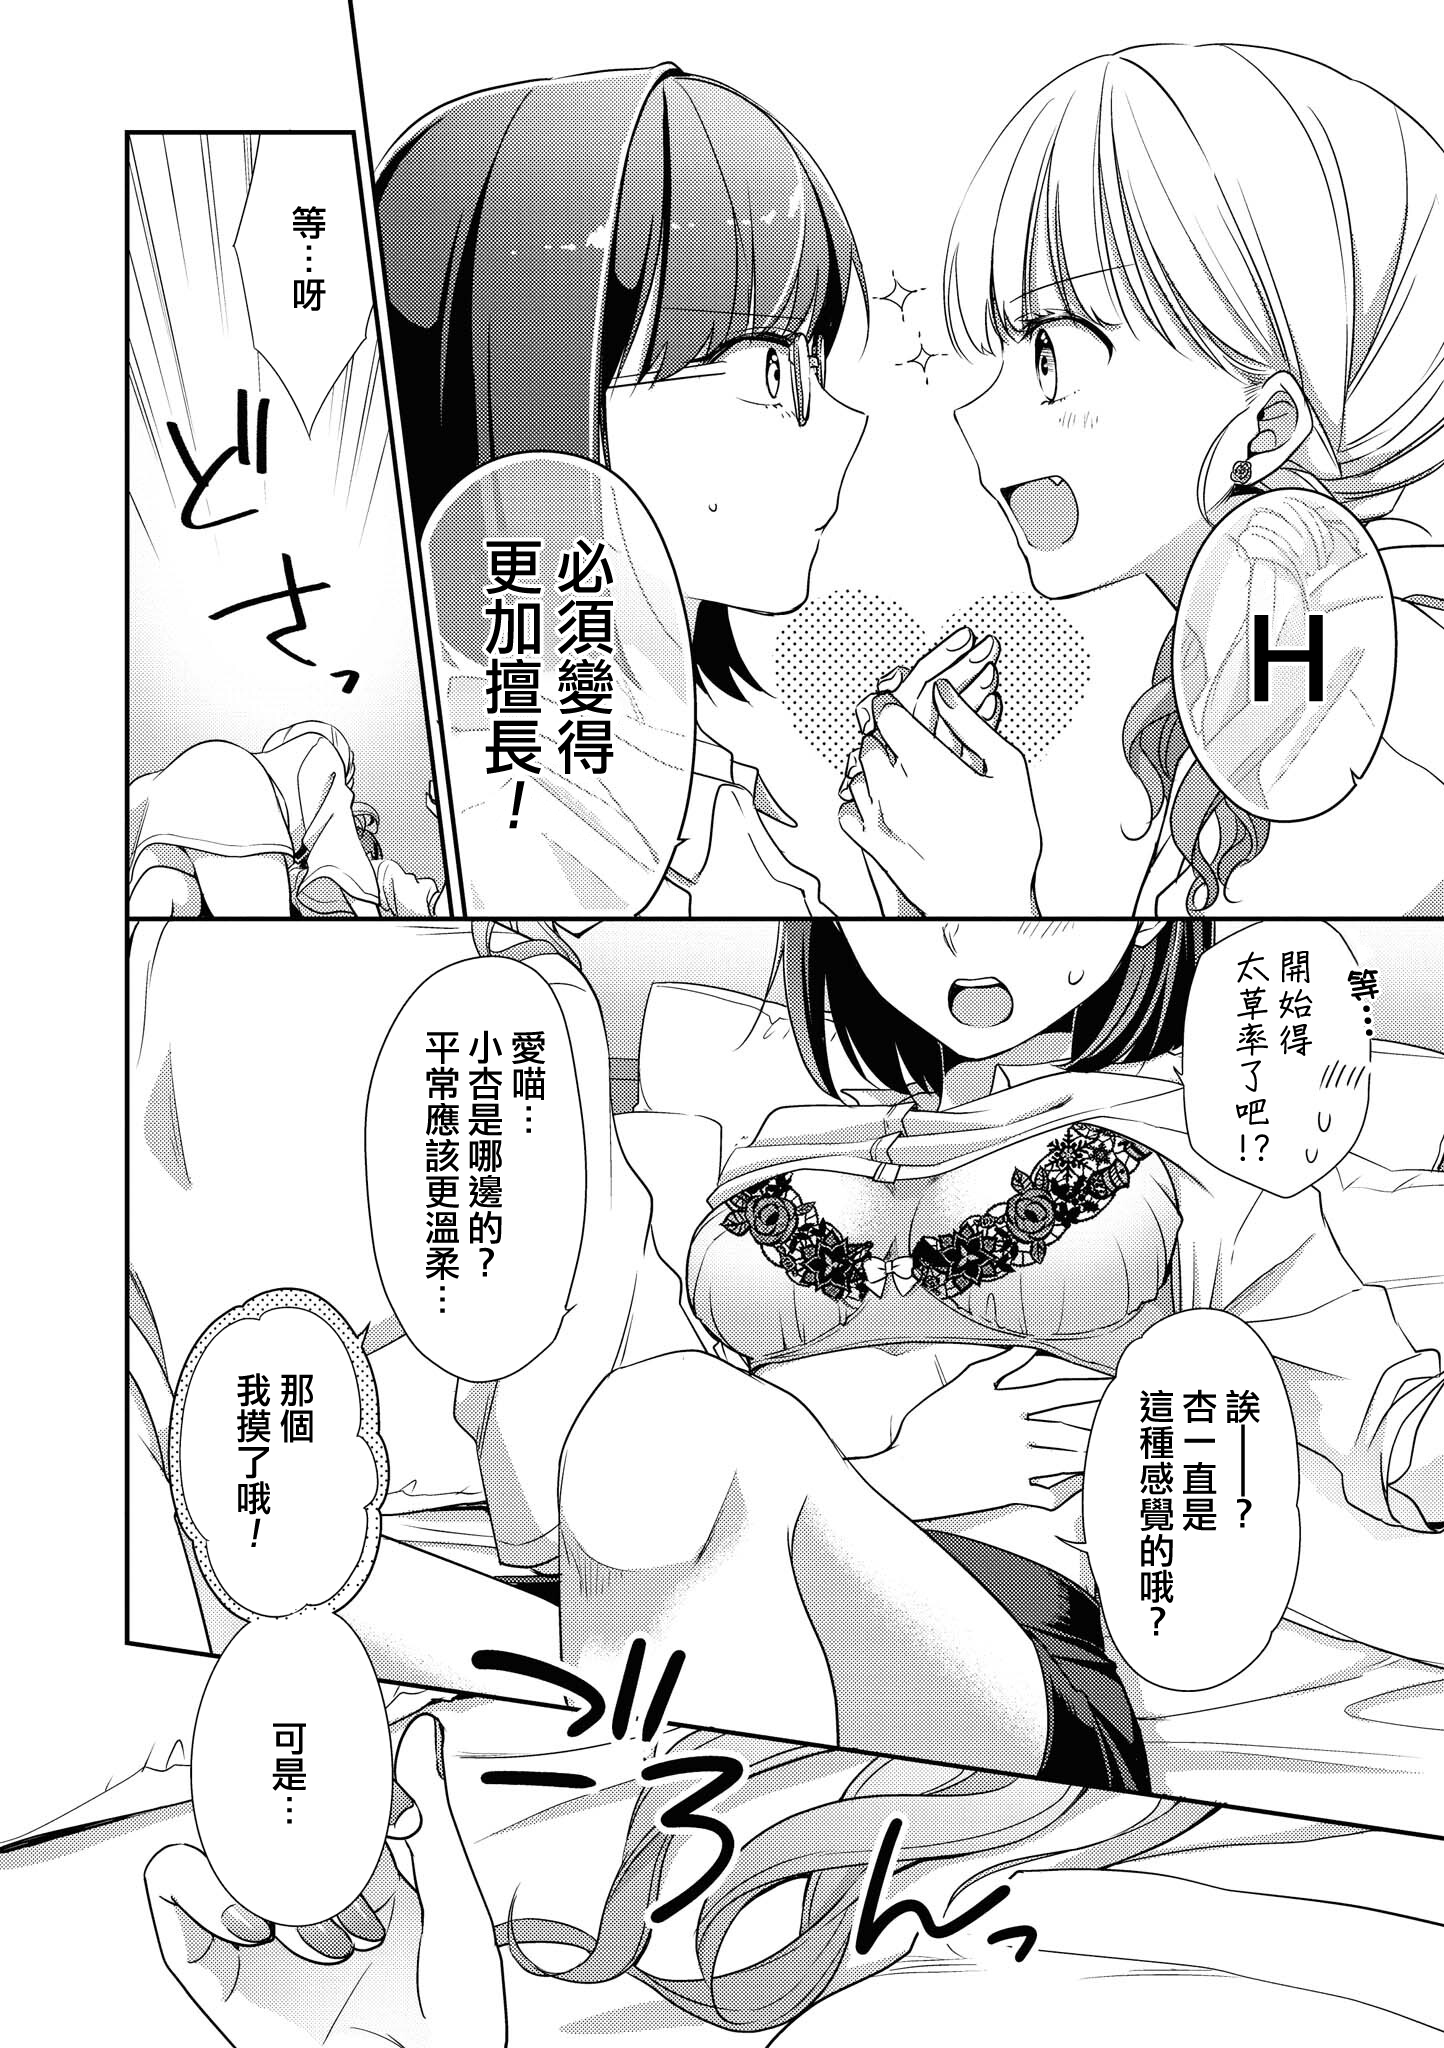 H
必須變得
更加擅長!
等…呀
どさっ
等…
開始得
太草率了吧!?
誒——?
杏一直是
這種感覺的哦?
愛喵…
小杏是哪邊的?
平常應該更溫柔…
那個
我摸了哦!
可是…
ごろんっ